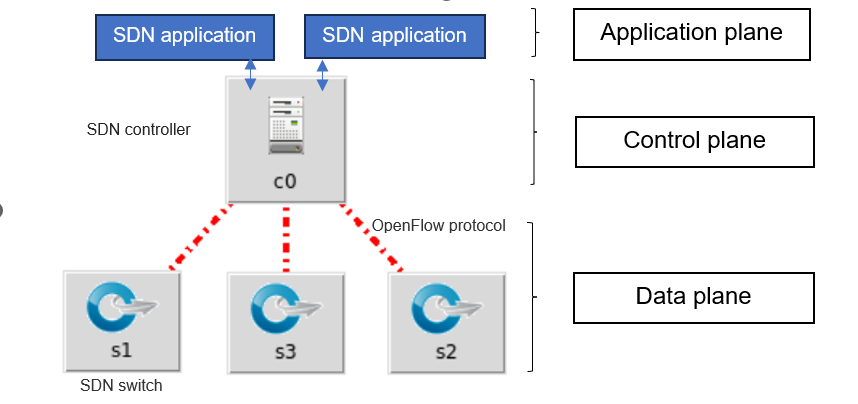 SDN application
SDN application
Application plane
SDN controller
Control plane
c0
OpenFlow protocol
Data plane
s1
s3
s2
SDN switch